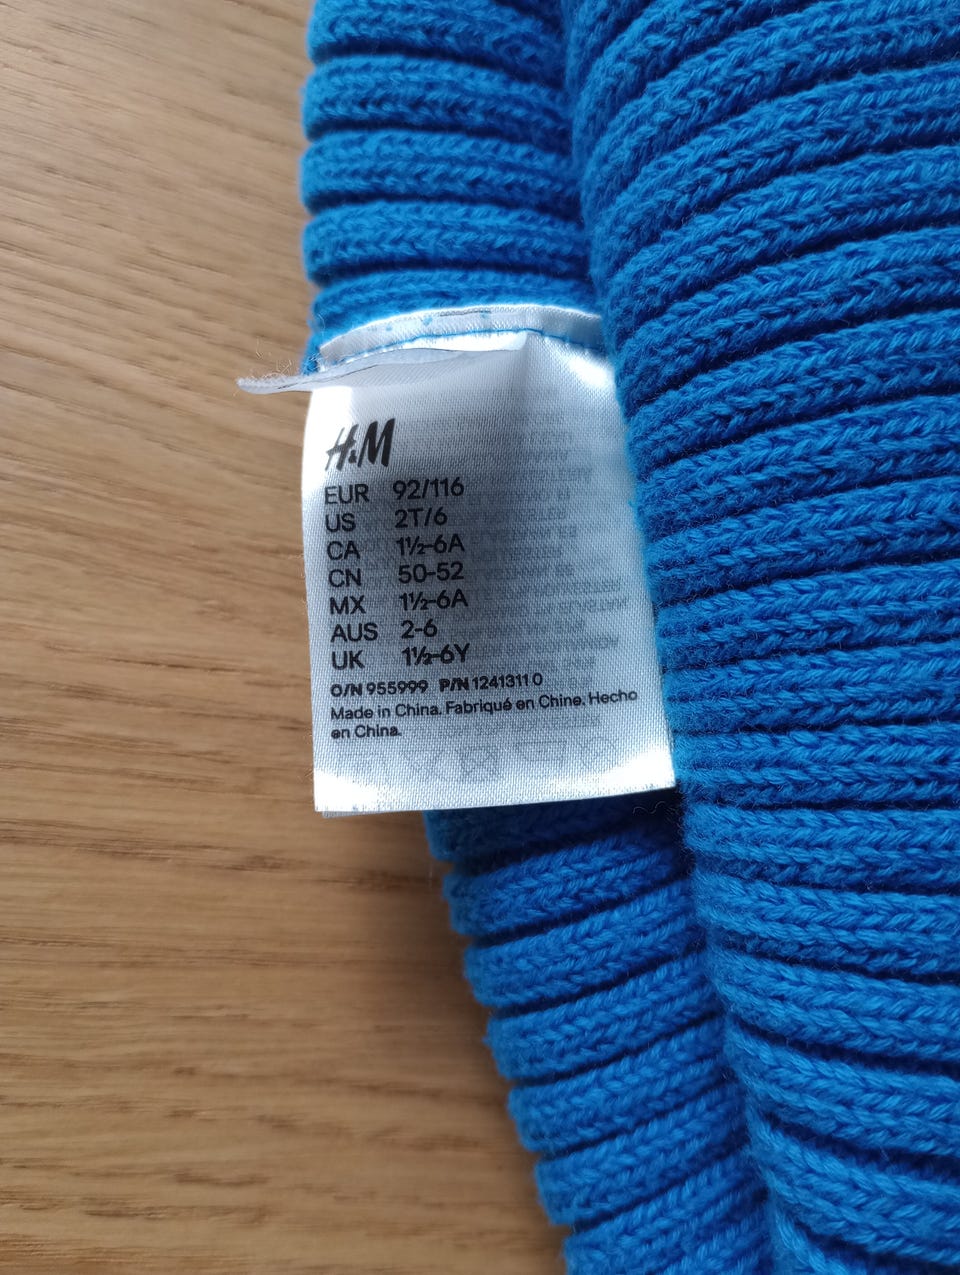 H&M
EUR 92/116
US 2T/6
CA 1½-6A
CN 50-52
MX 1½-6A
AUS 2-6
UK 1½-6Y
O/N 955999 P/N 1241311 0
Made in China. Fabriqué en Chine. Hecho
en China.